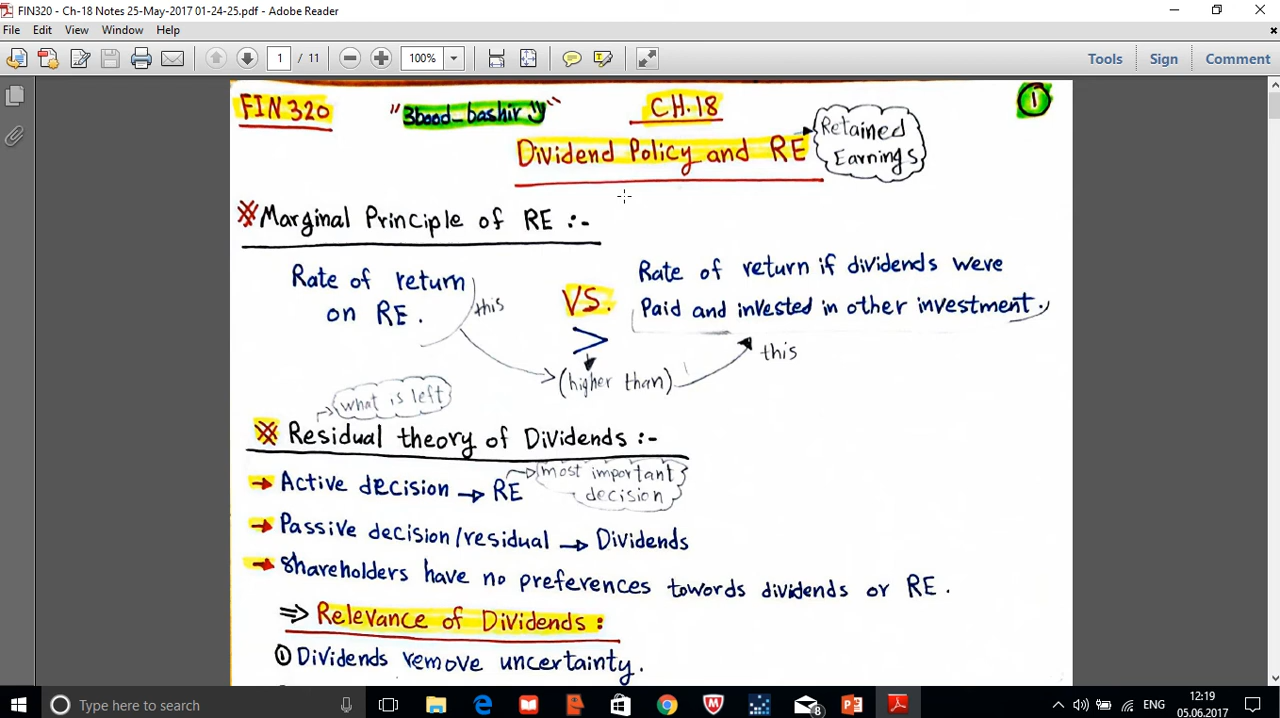 FIN320 - Ch-18 Notes 25-May-2017 01-24-25.pdf - Adobe Reader
File Edit View Window Help
1 / 11 100% Tools Sign Comment
FIN320 "3bood_bashir" CH.18 1
Dividend Policy and RE
Retained
Earnings
Marginal Principle of RE :-
Rate of return
on RE.
this
VS.
>
(higher than)
Rate of return if dividends were
Paid and invested in other investment.
this
what is left
Residual theory of Dividends :-
Active decision → RE
most important
decision
Passive decision/residual → Dividends
Shareholders have no preferences towards dividends or RE.
⇒ Relevance of Dividends :
① Dividends remove uncertainty.
Type here to search
8
ENG
12:19
05.06.2017